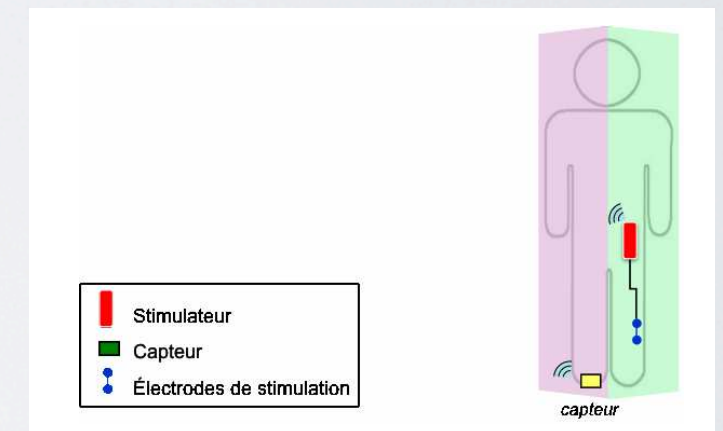 Stimulateur
Capteur
Électrodes de stimulation
capteur